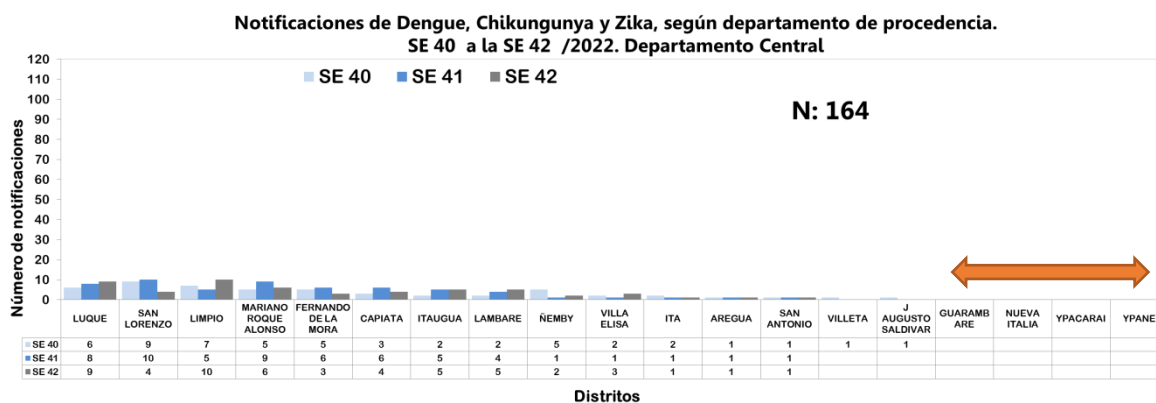 Notificaciones de Dengue, Chikungunya y Zika, según departamento de procedencia.
SE 40 a la SE 42 /2022. Departamento Central
SE 40 SE 41 SE 42
N: 164
Número de notificaciones
120
110
100
90
80
70
60
50
40
30
20
10
0
LUQUE
SAN
LORENZO
LIMPIO
MARIANO
ROQUE
ALONSO
FERNANDO
DE LA
MORA
CAPIATA
ITAUGUA
LAMBARE
ÑEMBY
VILLA
ELISA
ITA
AREGUA
SAN
ANTONIO
VILLETA
J
AUGUSTO
SALDIVAR
GUARAMB
ARE
NUEVA
ITALIA
YPACARAI
YPANE
SE 40 6 9 7 5 5 3 2 2 5 2 2 1 1 1 1
SE 41 8 10 5 9 6 6 5 4 1 1 1 1 1
SE 42 9 4 10 6 3 4 5 5 2 3 1 1 1
Distritos